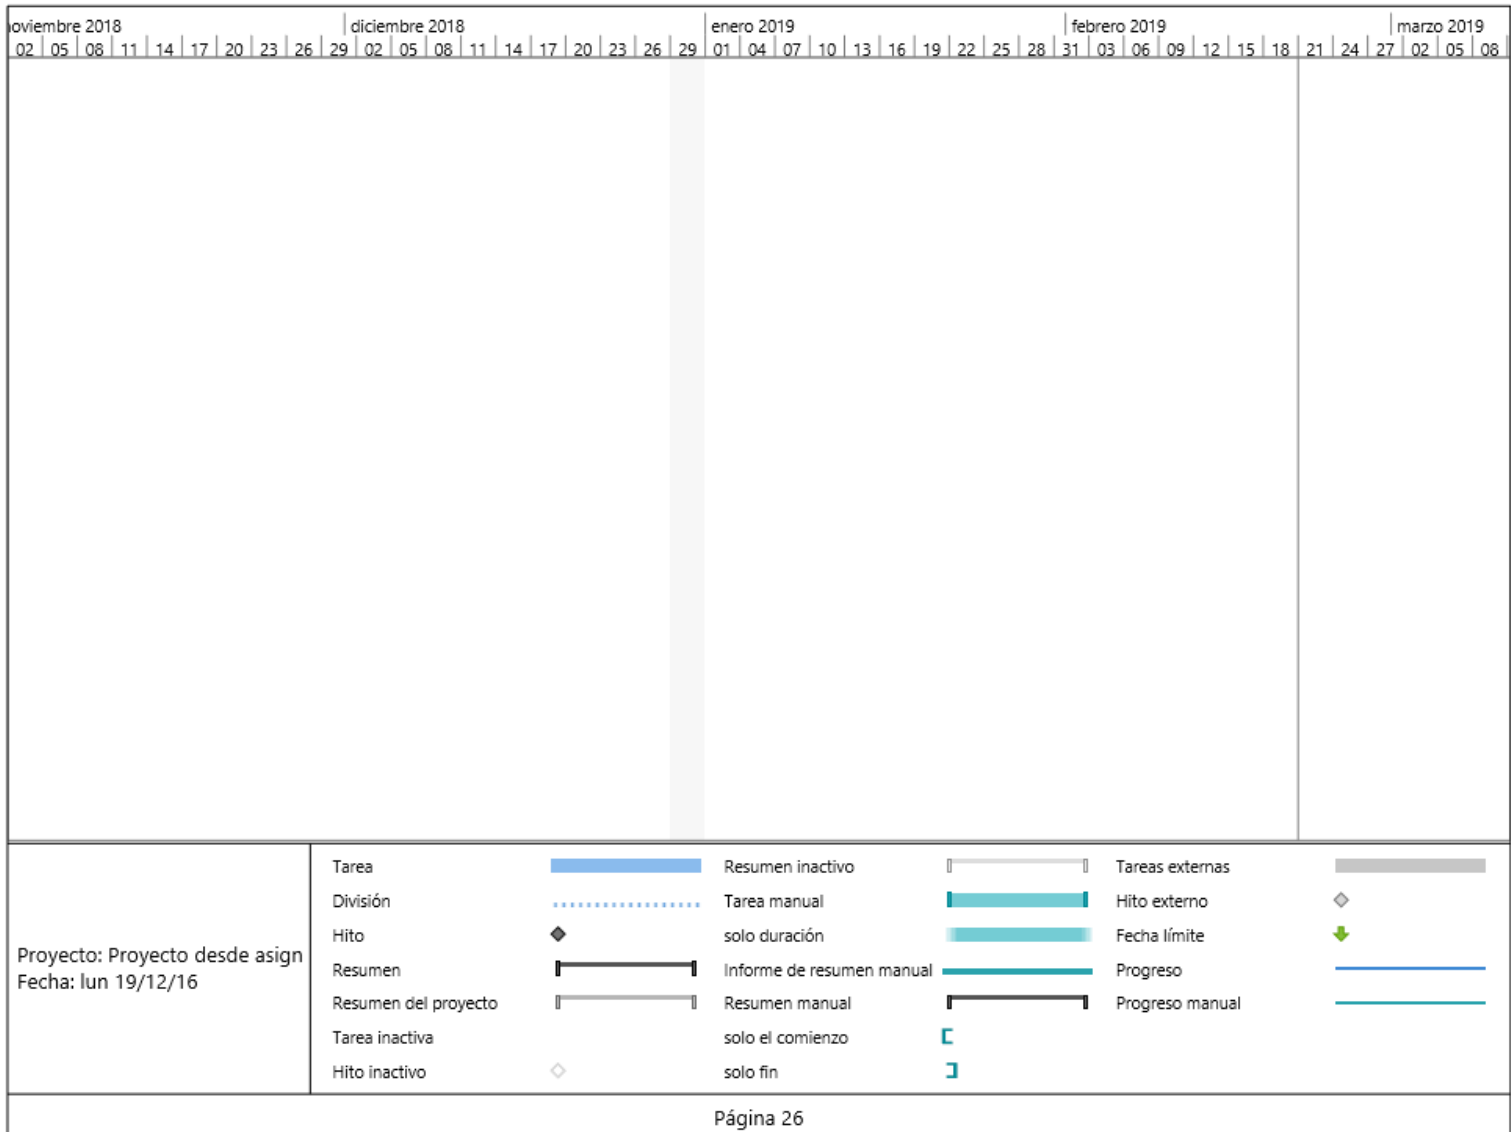 noviembre 2018 diciembre 2018 enero 2019 febrero 2019 marzo 2019
02 05 08 11 14 17 20 23 26 29 02 05 08 11 14 17 20 23 26 29 01 04 07 10 13 16 19 22 25 28 31 03 06 09 12 15 18 21 24 27 02 05 08
Tarea Resumen inactivo Tareas externas
División Tarea manual Hito externo
Hito solo duración Fecha límite
Proyecto: Proyecto desde asign
Fecha: lun 19/12/16
Resumen Informe de resumen manual Progreso
Resumen del proyecto Resumen manual Progreso manual
Tarea inactiva solo el comienzo
Hito inactivo solo fin
Página 26